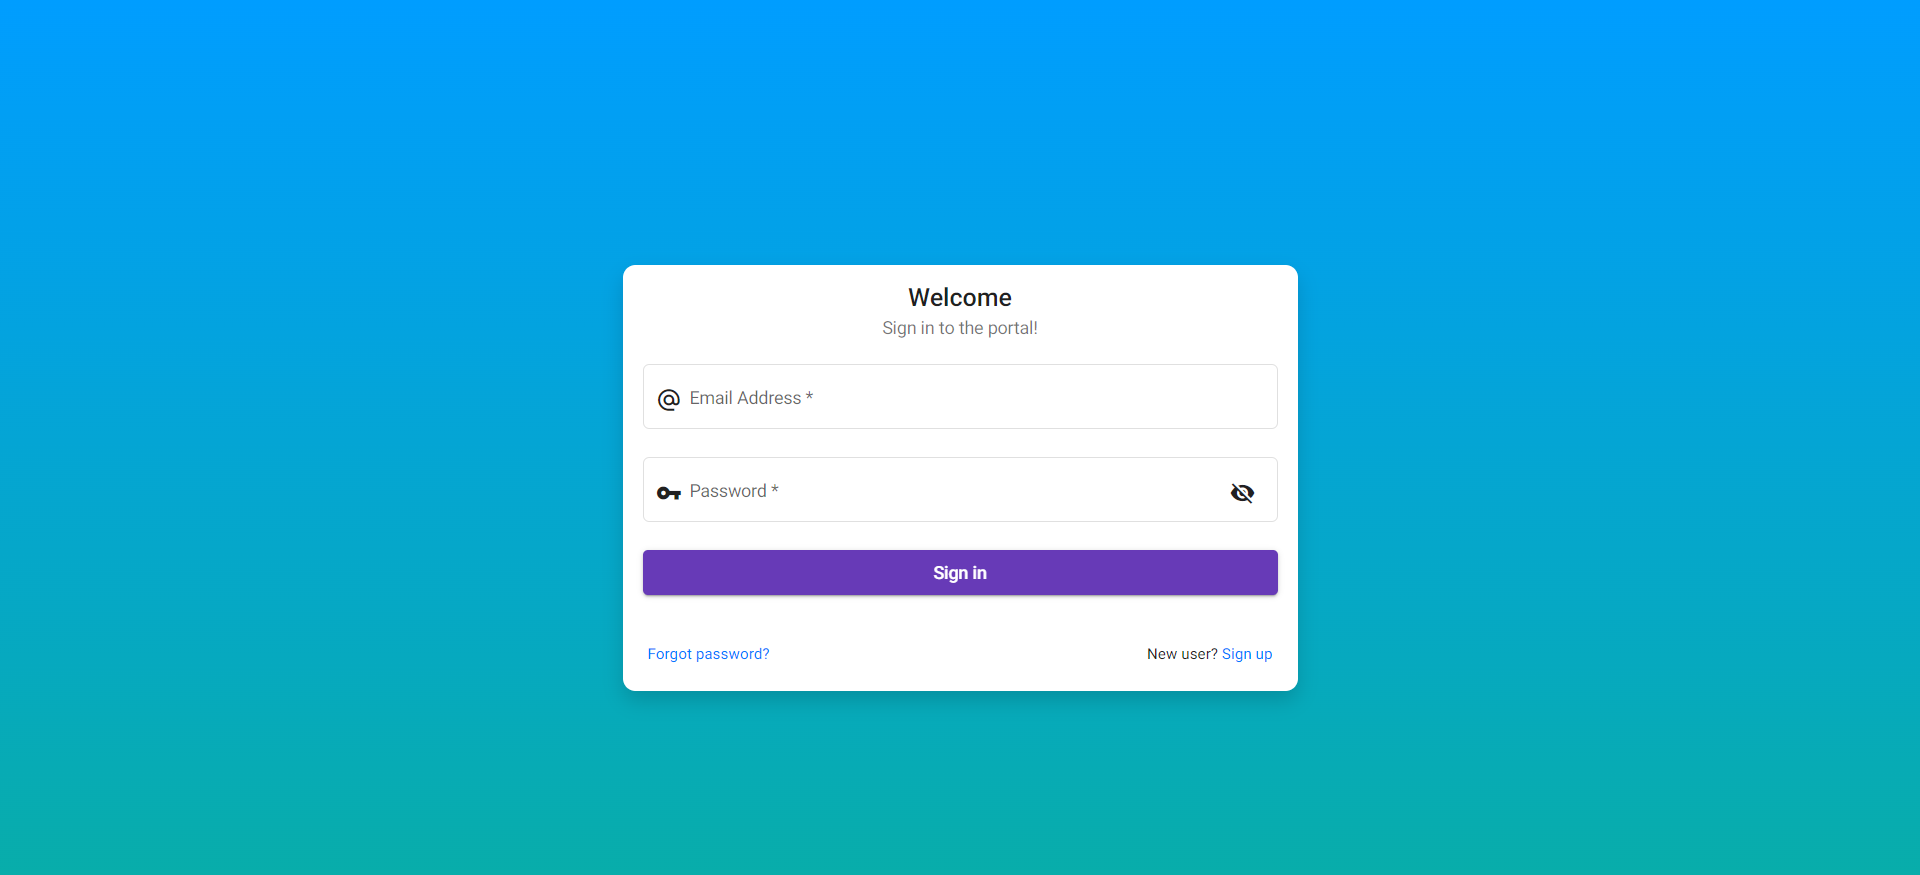 Welcome
Sign in to the portal!
Email Address *
Password *
Sign in
Forgot password?
New user? Sign up